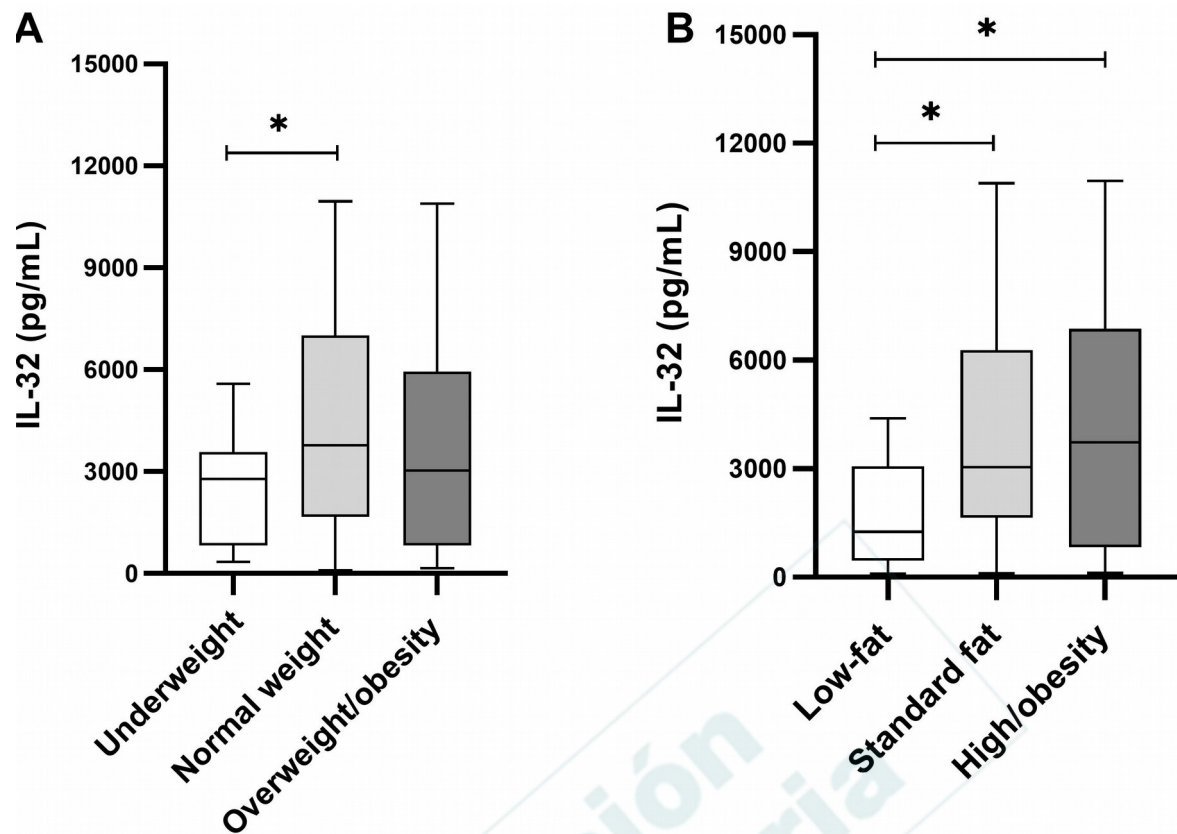 A
IL-32 (pg/mL)
15000
12000
9000
6000
3000
0
*
Underweight
Normal weight
Overweight/obesity
B
IL-32 (pg/mL)
15000
12000
9000
6000
3000
0
*
*
Low-fat
Standard fat
High/obesity